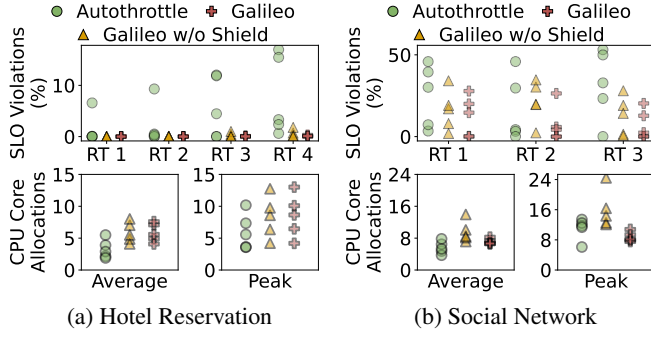 Autothrottle Galileo
Galileo w/o Shield
SLO Violations
(%)
10
0
RT 1 RT 2 RT 3 RT 4
CPU Core
Allocations
15
10
5
0
Average
15
10
5
0
Peak
(a) Hotel Reservation
Autothrottle Galileo
Galileo w/o Shield
SLO Violations
(%)
50
0
RT 1 RT 2 RT 3
CPU Core
Allocations
24
16
8
0
Average
24
16
8
0
Peak
(b) Social Network